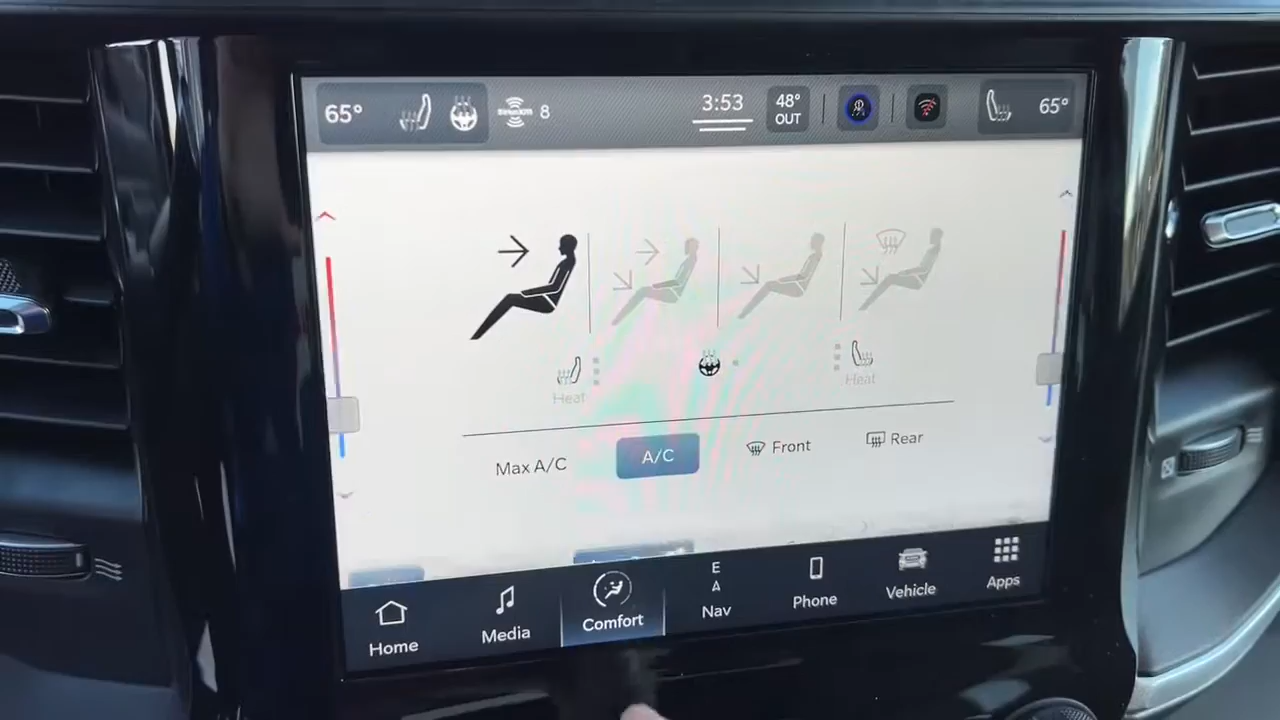 65°
8
3:53
48°
OUT
65°
Heat
Heat
Max A/C
A/C
Front
Rear
Home
Media
Comfort
E
A
Nav
Phone
Vehicle
Apps